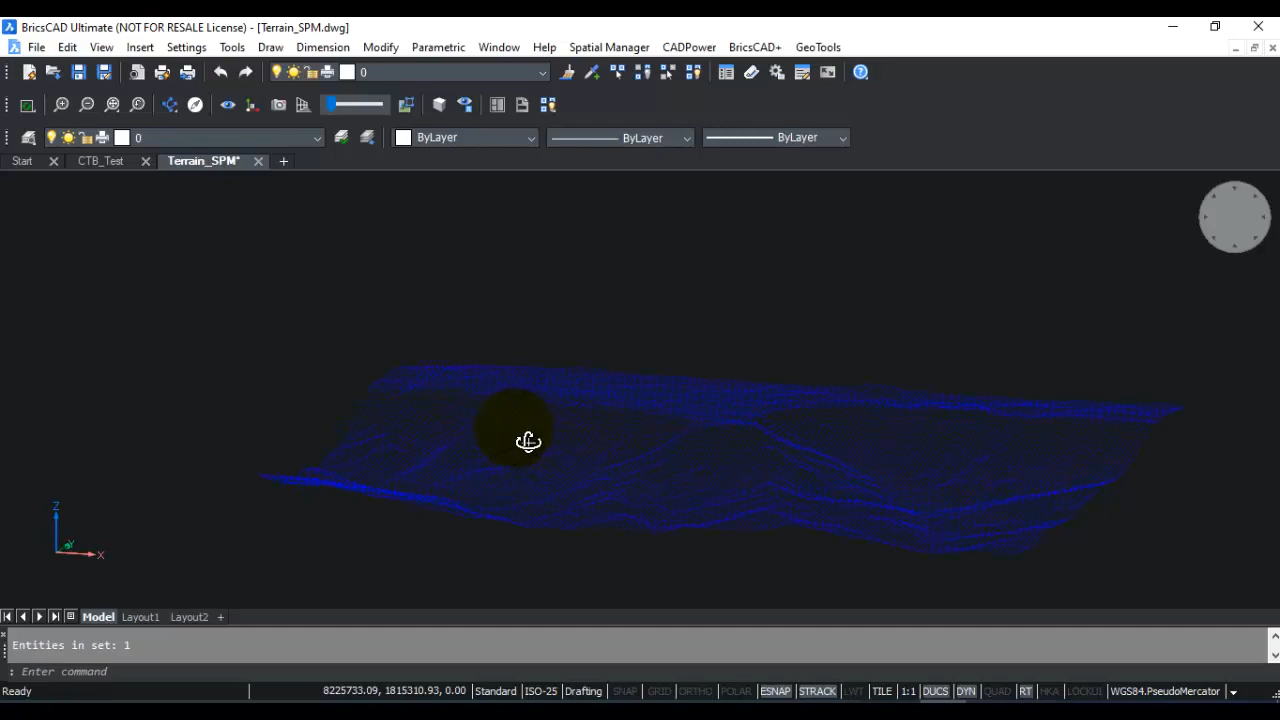 BricsCAD Ultimate (NOT FOR RESALE License) - [Terrain_SPM.dwg]
File Edit View Insert Settings Tools Draw Dimension Modify Parametric Window Help Spatial Manager CADPower BricsCAD+ GeoTools
0
0 ByLayer ByLayer ByLayer
Start CTB_Test Terrain_SPM* +
Z
Y
X
Model Layout1 Layout2 +
Entities in set: 1
: Enter command
Ready 8225733.09, 1815310.93, 0.00 Standard ISO-25 Drafting SNAP GRID ORTHO POLAR ESNAP STRACK LWT TILE 1:1 DUCS DYN QUAD RT HKA LOCKUI WGS84.PseudoMercator